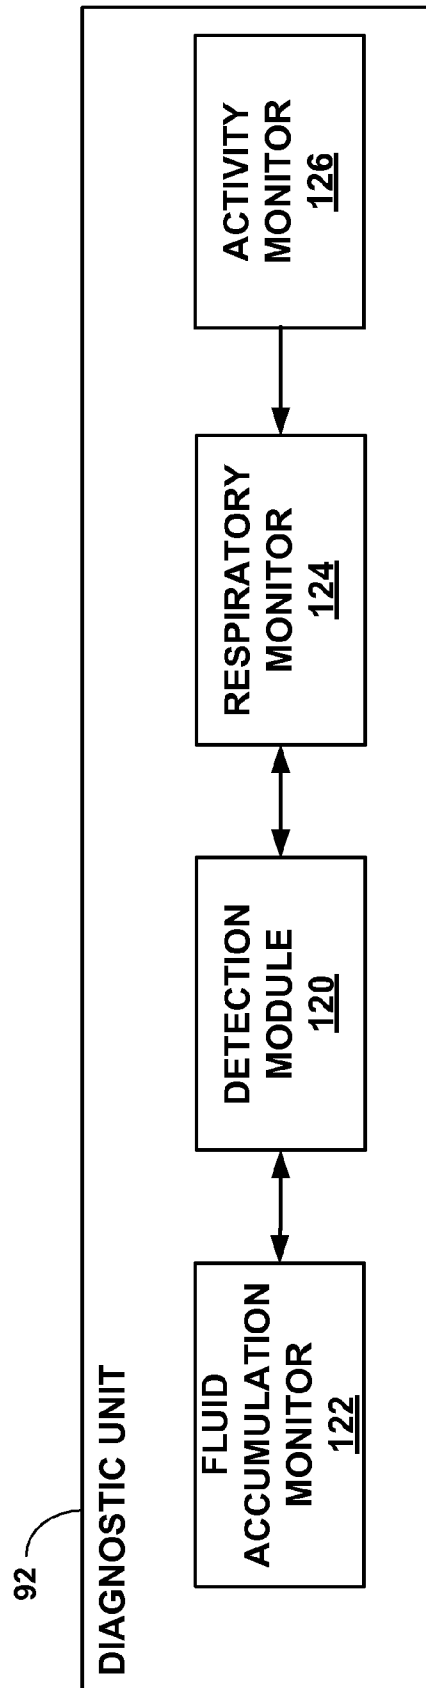 92
DIAGNOSTIC UNIT
FLUID
ACCUMULATION
MONITOR
122
DETECTION
MODULE
120
RESPIRATORY
MONITOR
124
ACTIVITY
MONITOR
126